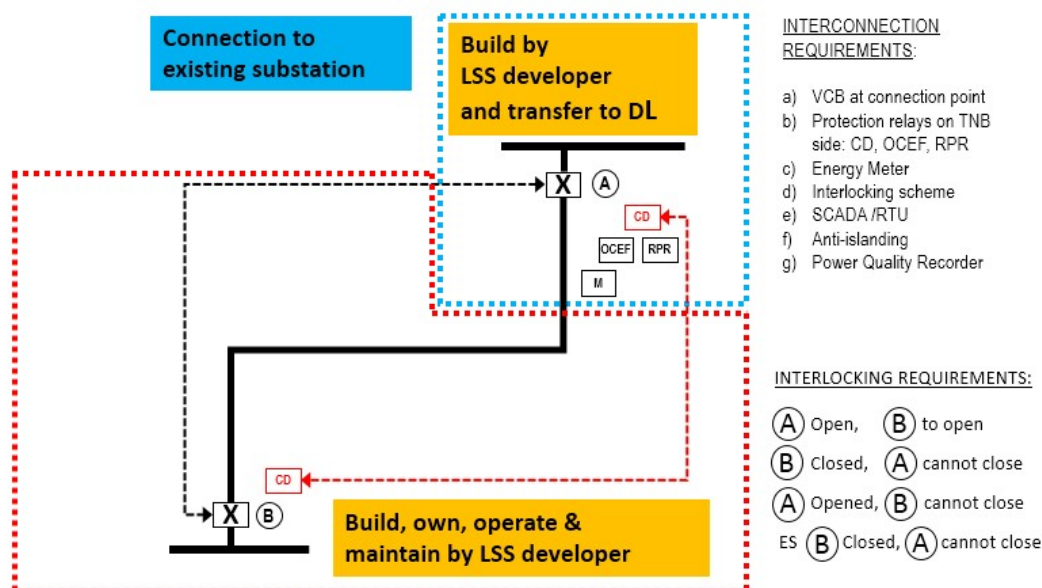 Connection to
existing substation
Build by
LSS developer
and transfer to DL
INTERCONNECTION
REQUIREMENTS:
a) VCB at connection point
b) Protection relays on TNB
side: CD, OCEF, RPR
c) Energy Meter
d) Interlocking scheme
e) SCADA /RTU
f) Anti-islanding
g) Power Quality Recorder
X A
CD
OCEF RPR
M
INTERLOCKING REQUIREMENTS:
A Open, B to open
B Closed, A cannot close
A Opened, B cannot close
ES B Closed, A cannot close
CD
X B
Build, own, operate &
maintain by LSS developer